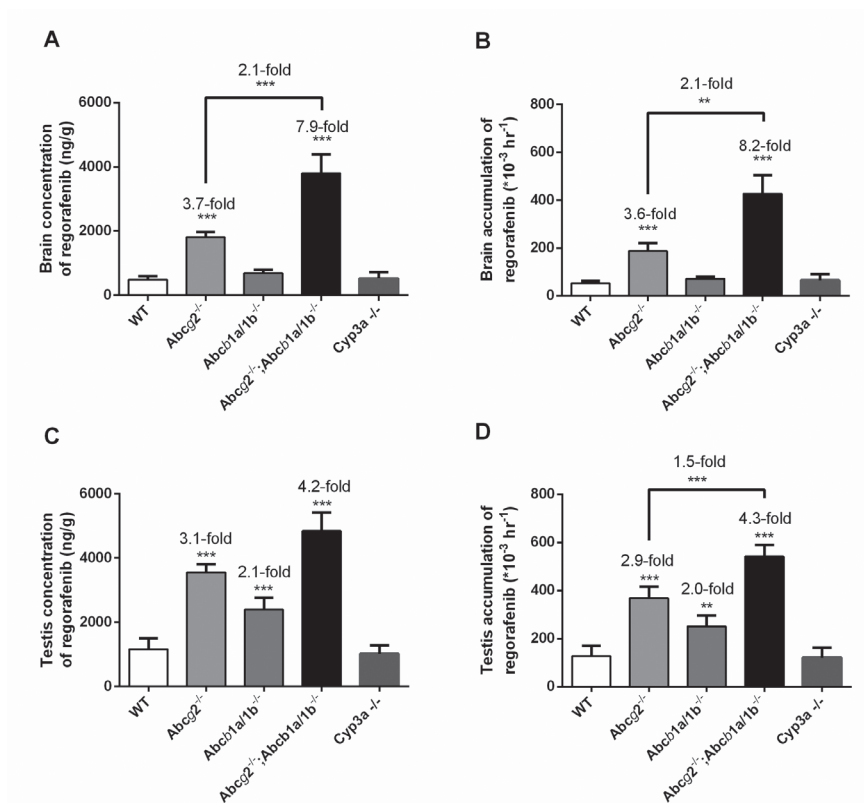 A
Brain concentration
of regorafenib (ng/g)
6000
4000
2000
0
2.1-fold
***
3.7-fold
***
7.9-fold
***
WT
Abcg2-/-
Abcb1a/1b-/-
Abcg2-/-;Abcb1a/1b-/-
Cyp3a -/-
B
Brain accumulation of
regorafenib (*10-3 hr-1)
800
600
400
200
0
2.1-fold
**
3.6-fold
***
8.2-fold
***
WT
Abcg2-/-
Abcb1a/1b-/-
Abcg2-/-;Abcb1a/1b-/-
Cyp3a -/-
C
Testis concentration
of regorafenib (ng/g)
6000
4000
2000
0
3.1-fold
***
2.1-fold
***
4.2-fold
***
WT
Abcg2-/-
Abcb1a/1b-/-
Abcg2-/-;Abcb1a/1b-/-
Cyp3a -/-
D
Testis accumulation of
regorafenib (*10-3 hr-1)
800
600
400
200
0
1.5-fold
***
2.9-fold
***
2.0-fold
**
4.3-fold
***
WT
Abcg2-/-
Abcb1a/1b-/-
Abcg2-/-;Abcb1a/1b-/-
Cyp3a -/-